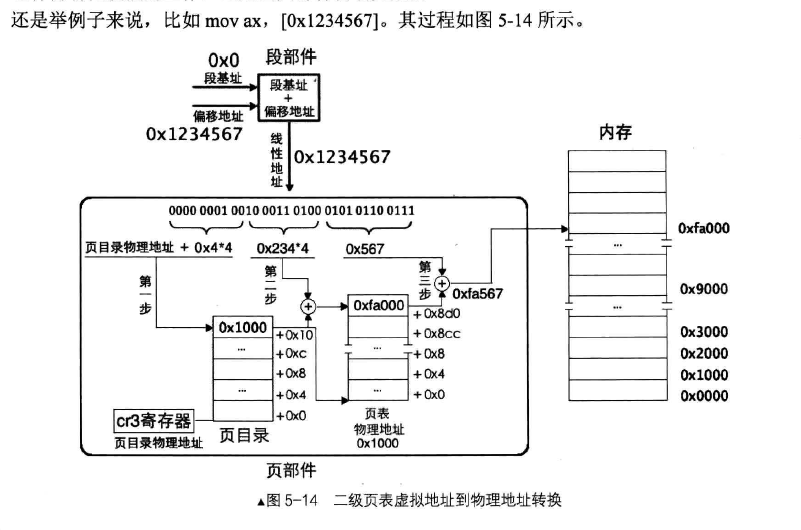 还是举例子来说，比如 mov ax，[0x1234567]。其过程如图 5-14 所示。
0x0
段部件
段基址
段基址
+
偏移地址
偏移地址
0x1234567
线性地址
0x1234567
内存
0000 0001 0010 0011 0100 0101 0110 0111
页目录物理地址 + 0x4*4
0x234*4
0x567
第一步
第二步
第三步
+
+
0xfa567
0xfa000
...
0x9000
...
0x3000
0x2000
0x1000
0x0000
0x1000
+0x10
...
+0xc
+0x8
...
+0x4
+0x0
0xfa000
+0x8d0
+0x8cc
...
+0x8
+0x4
...
+0x0
cr3寄存器
页目录物理地址
页目录
页表
物理地址
0x1000
页部件
▲图 5-14 二级页表虚拟地址到物理地址转换